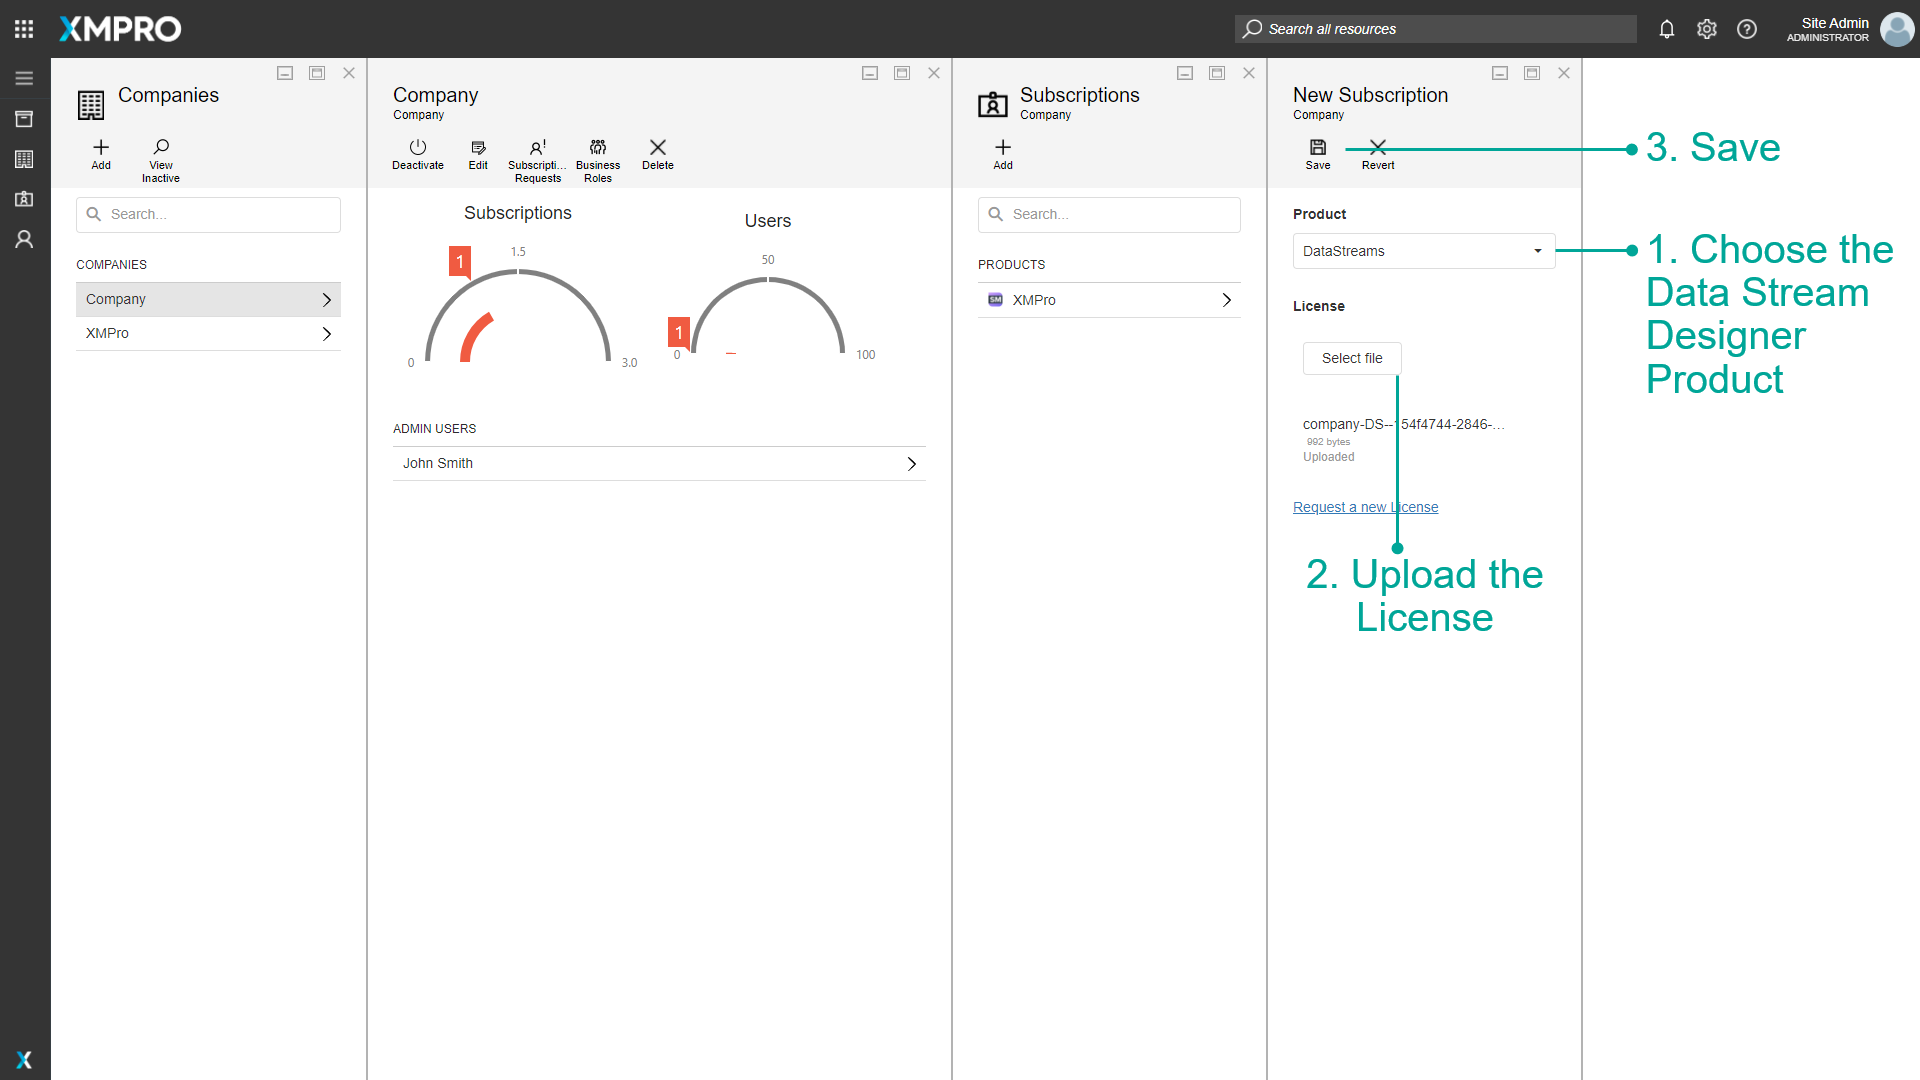 XMPRO
Search all resources
Site Admin
ADMINISTRATOR
Companies
Add
View
Inactive
Search...
COMPANIES
Company
XMPro
Company
Company
Deactivate
Edit
Subscripti...
Requests
Business
Roles
Delete
Subscriptions
1
1.5
0
3.0
Users
1
50
0
100
ADMIN USERS
John Smith
Subscriptions
Company
Add
Search...
PRODUCTS
SM
XMPro
New Subscription
Company
Save
Revert
Product
DataStreams
License
Select file
company-DS--154f4744-2846-...
992 bytes
Uploaded
Request a new License
3. Save
1. Choose the
Data Stream
Designer
Product
2. Upload the
License
X